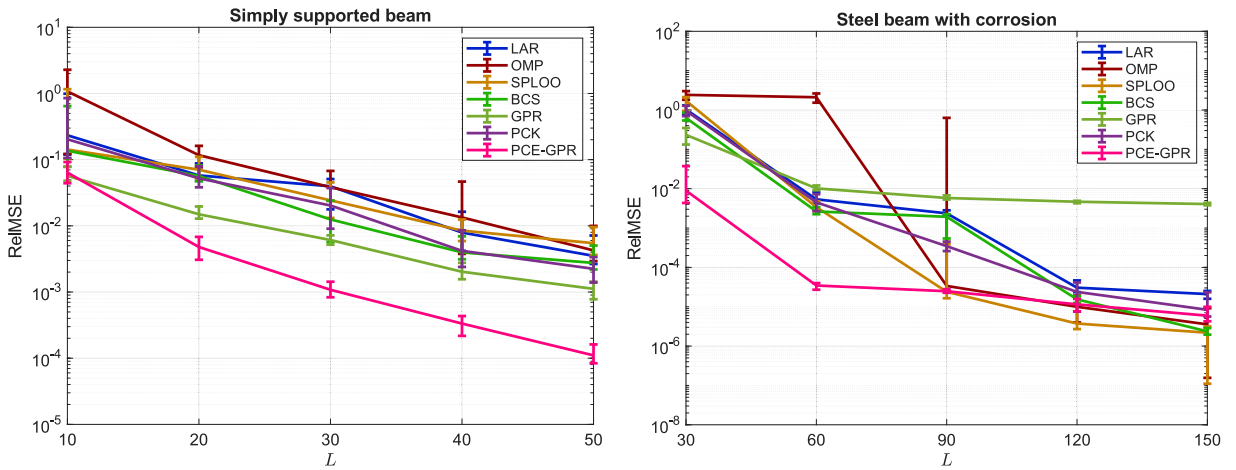 Simply supported beam
10^1
10^0
10^-1
10^-2
10^-3
10^-4
10^-5
RelMSE
10 20 30 40 50
L
LAR
OMP
SPLOO
BCS
GPR
PCK
PCE-GPR
Steel beam with corrosion
10^2
10^0
10^-2
10^-4
10^-6
10^-8
RelMSE
30 60 90 120 150
L
LAR
OMP
SPLOO
BCS
GPR
PCK
PCE-GPR